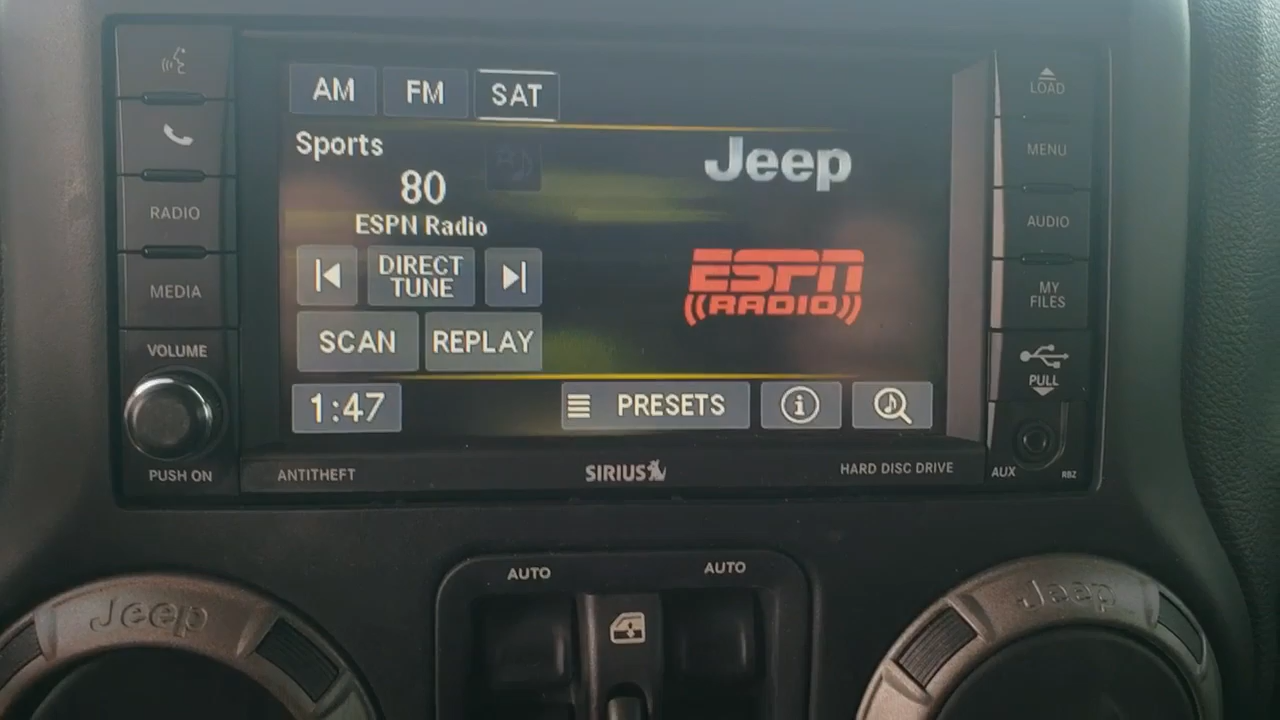 AM FM SAT
Sports
80
ESPN Radio
DIRECT
TUNE
SCAN REPLAY
1:47
PRESETS
Jeep
ESPN
RADIO
RADIO
MEDIA
VOLUME
PUSH ON
LOAD
MENU
AUDIO
MY
FILES
PULL
AUX
RBZ
ANTITHEFT
SIRIUS
HARD DISC DRIVE
AUTO
AUTO
Jeep
Jeep